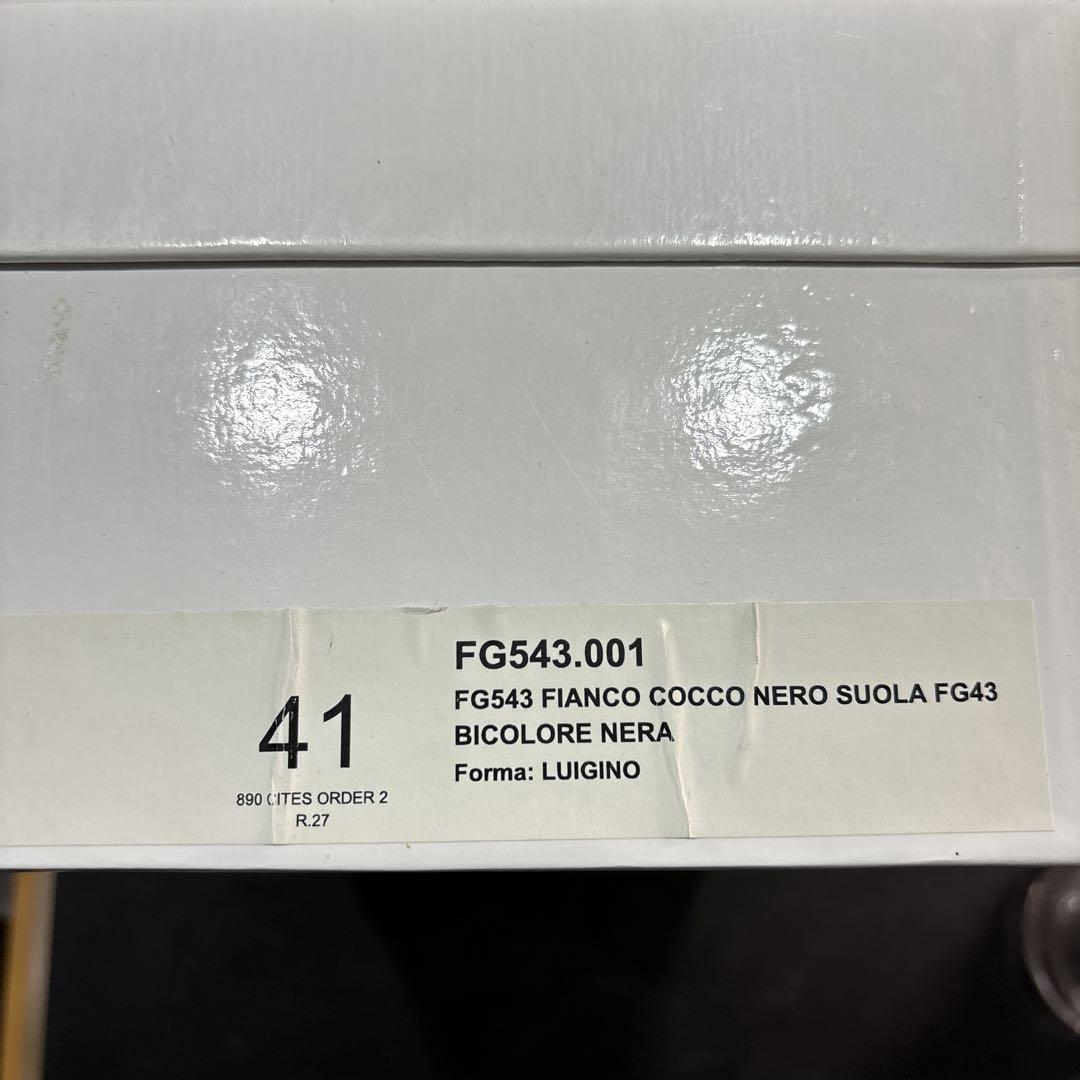 41
890 CITES ORDER 2
R.27
FG543.001
FG543 FIANCO COCCO NERO SUOLA FG43
BICOLORE NERA
Forma: LUIGINO